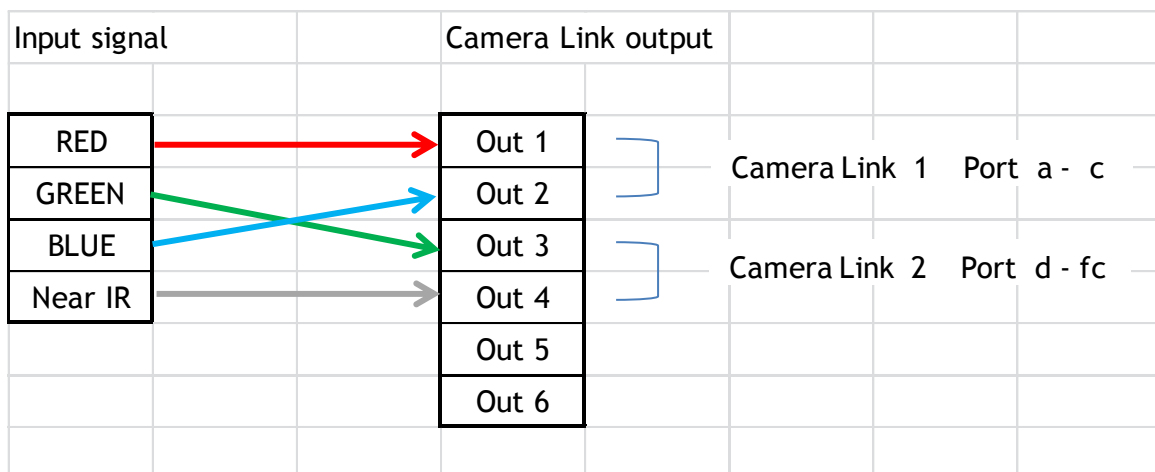 Input signal
Camera Link output
RED
Out 1
GREEN
Out 2
Camera Link 1 Port a - c
BLUE
Out 3
Camera Link 2 Port d - fc
Near IR
Out 4
Out 5
Out 6